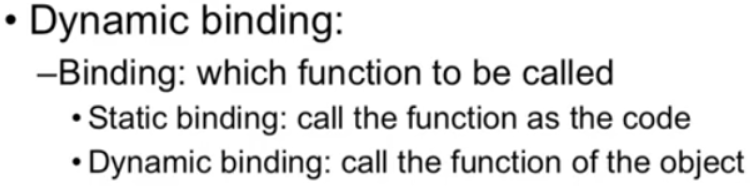 • Dynamic binding:
–Binding: which function to be called
• Static binding: call the function as the code
• Dynamic binding: call the function of the object